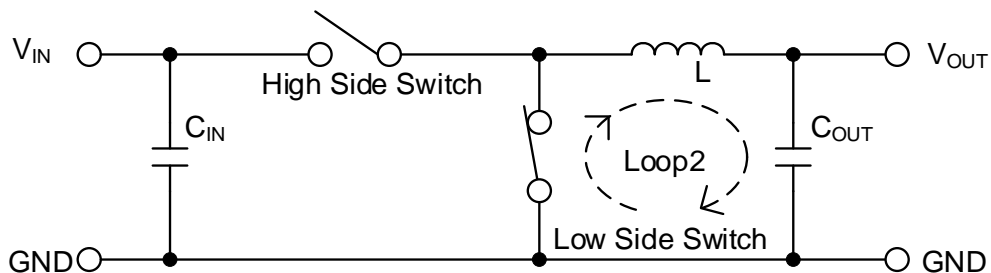 VIN
VOUT
High Side Switch
L
CIN
COUT
Loop2
Low Side Switch
GND
GND